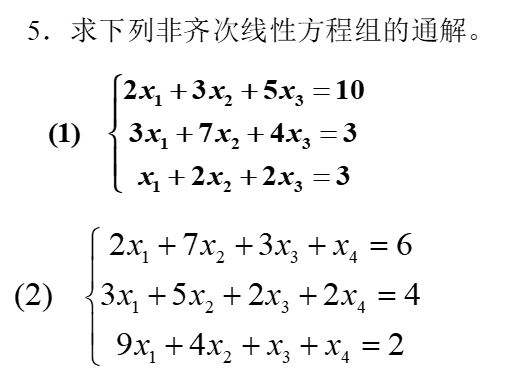 5．求下列非齐次线性方程组的通解。
2x₁ + 3x₂ + 5x₃ = 10
(1) 3x₁ + 7x₂ + 4x₃ = 3
x₁ + 2x₂ + 2x₃ = 3
2x₁ + 7x₂ + 3x₃ + x₄ = 6
(2) 3x₁ + 5x₂ + 2x₃ + 2x₄ = 4
9x₁ + 4x₂ + x₃ + x₄ = 2